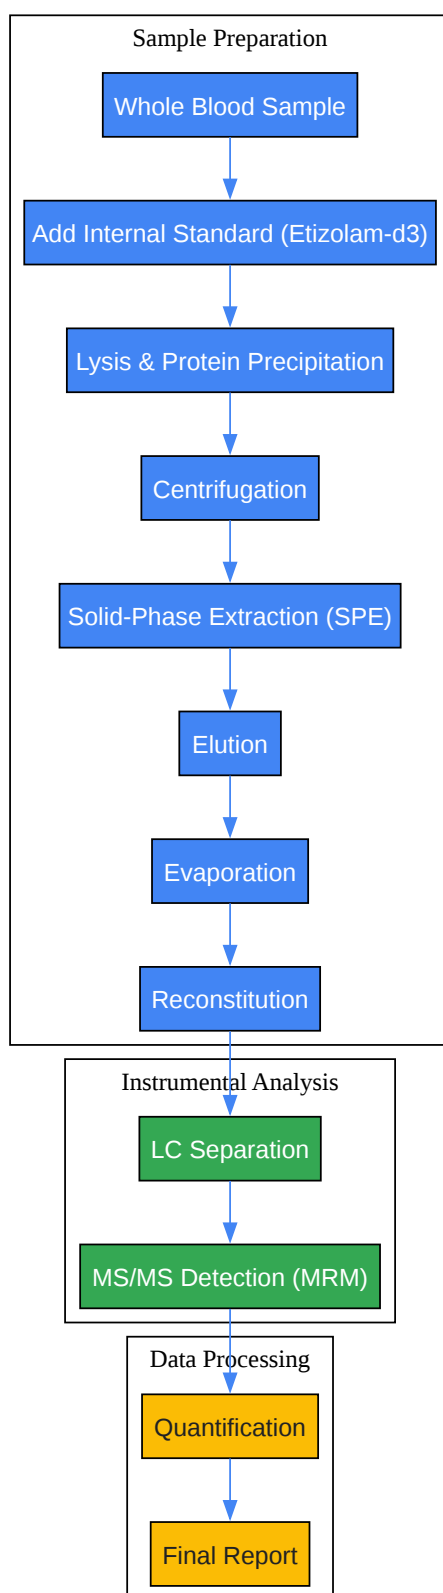 Sample Preparation
Whole Blood Sample
Add Internal Standard (Etizolam-d3)
Lysis & Protein Precipitation
Centrifugation
Solid-Phase Extraction (SPE)
Elution
Evaporation
Reconstitution
Instrumental Analysis
LC Separation
MS/MS Detection (MRM)
Data Processing
Quantification
Final Report